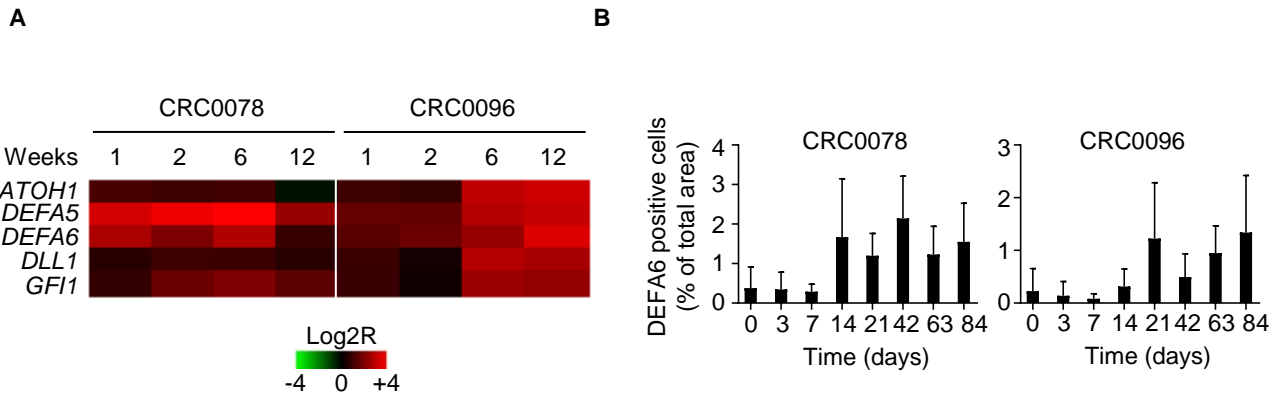 A
B
CRC0078 CRC0096
Weeks 1 2 6 12 1 2 6 12
ATOH1
DEFA5
DEFA6
DLL1
GFI1
Log2R
-4 0 +4
DEFA6 positive cells
(% of total area)
CRC0078
4
3
2
1
0
0 3 7 14 21 42 63 84
Time (days)
CRC0096
3
2
1
0
0 3 7 14 21 42 63 84
Time (days)